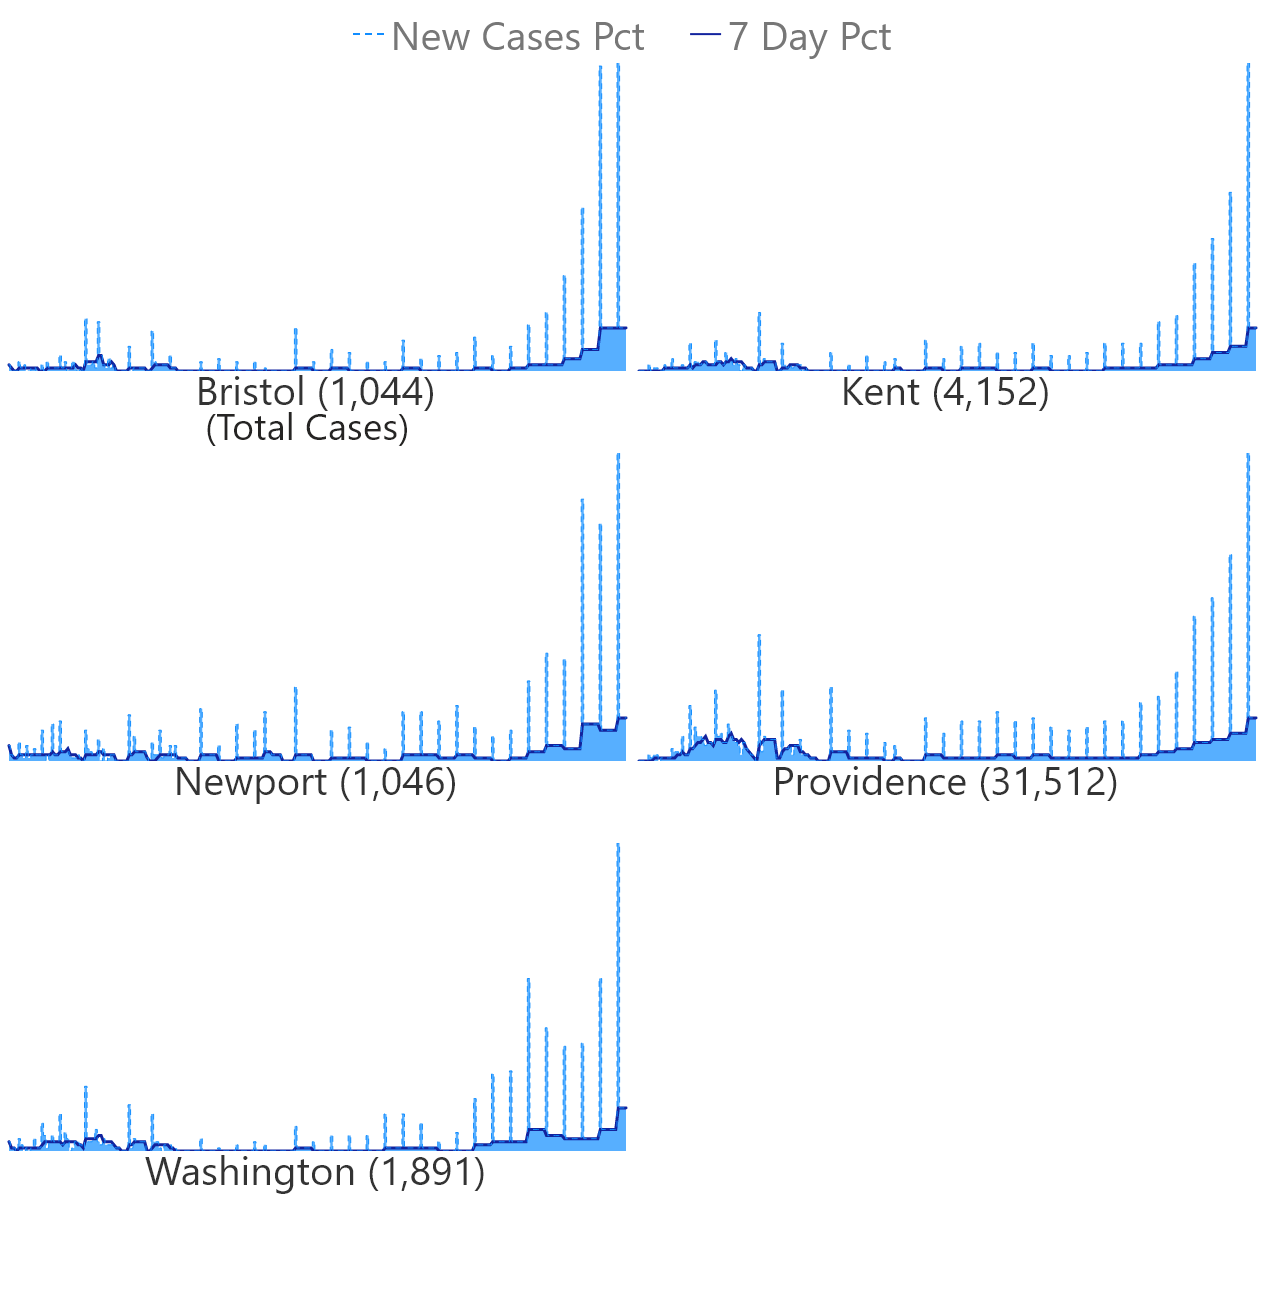 New Cases Pct 7 Day Pct
Bristol (1,044)
(Total Cases)
Kent (4,152)
Newport (1,046)
Providence (31,512)
Washington (1,891)